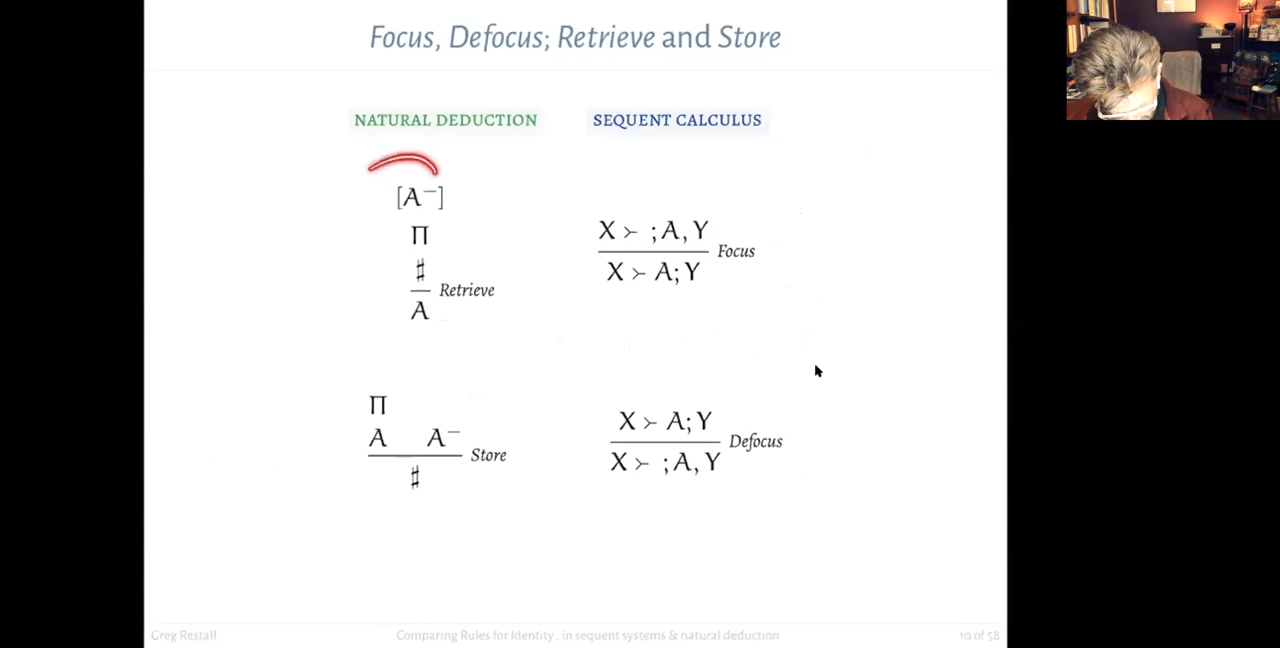 Focus, Defocus; Retrieve and Store
NATURAL DEDUCTION
SEQUENT CALCULUS
[A⁻]
Π
♯
Retrieve
A
X ≻ ;A,Y
Focus
X ≻ A;Y
Π
A A⁻
Store
♯
X ≻ A;Y
Defocus
X ≻ ;A,Y
Greg Restall
Comparing Rules for Identity . in sequent systems & natural deduction
10 of 58